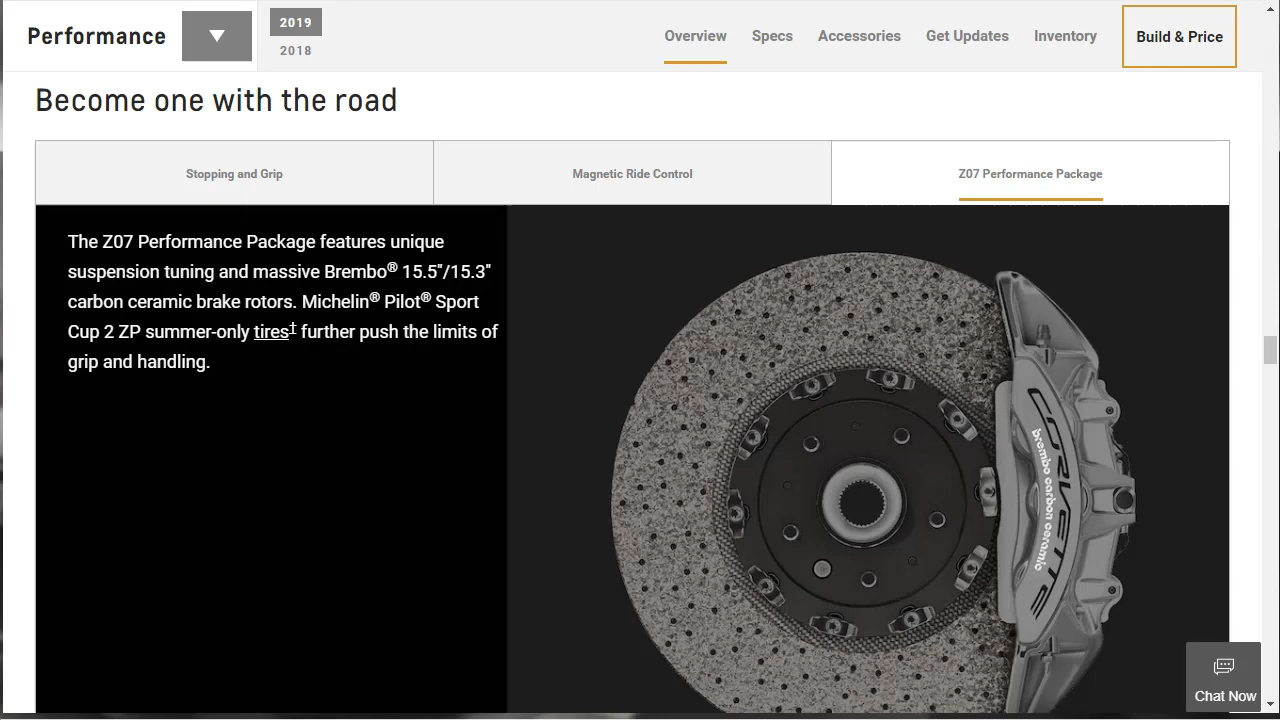 Performance
2019
2018
Overview
Specs
Accessories
Get Updates
Inventory
Build & Price
Become one with the road
Stopping and Grip
Magnetic Ride Control
Z07 Performance Package
The Z07 Performance Package features unique
suspension tuning and massive Brembo® 15.5"/15.3"
carbon ceramic brake rotors. Michelin® Pilot® Sport
Cup 2 ZP summer-only tires‡ further push the limits of
grip and handling.
CORVETTE
brembo carbon ceramic
Chat Now